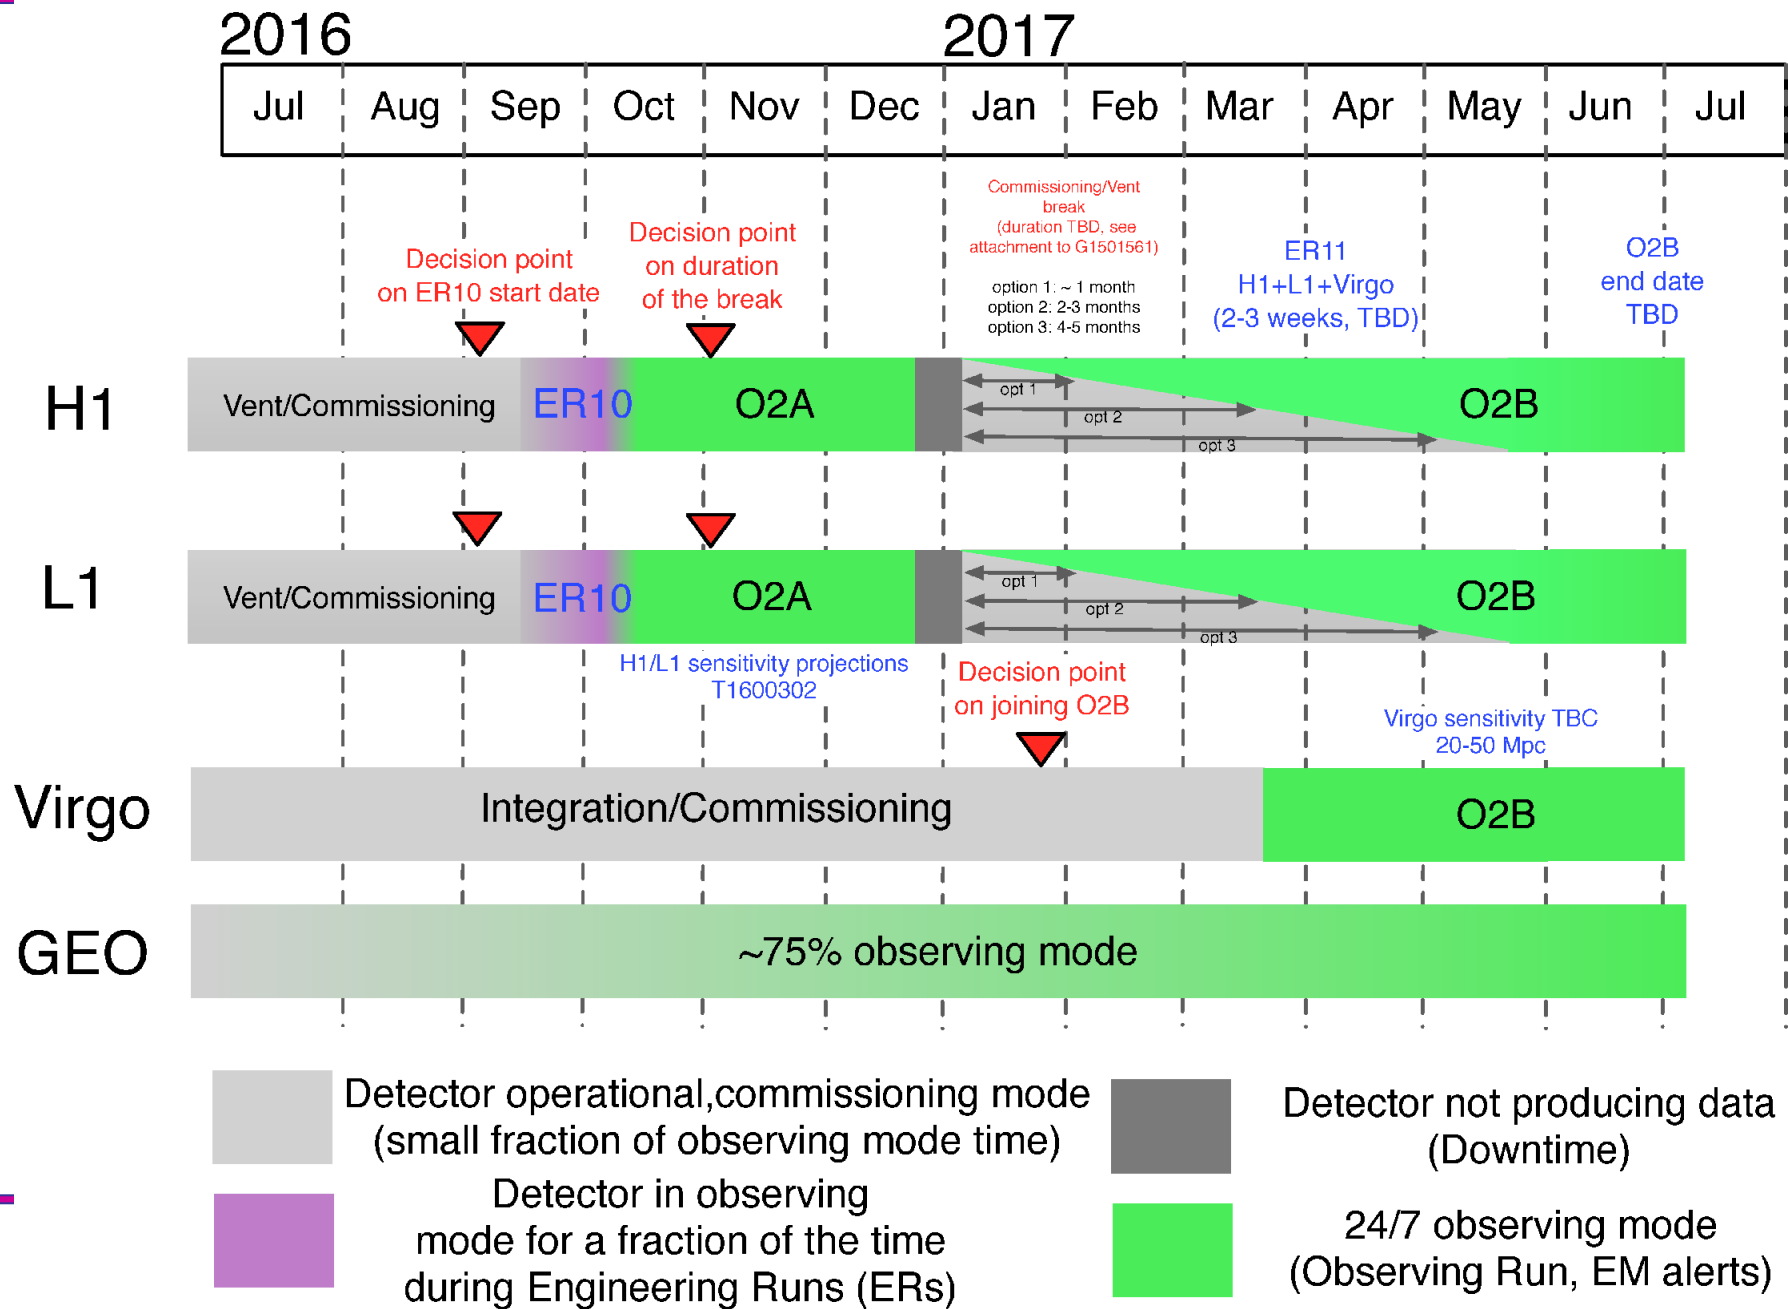 2016
2017
Jul
Aug
Sep
Oct
Nov
Dec
Jan
Feb
Mar
Apr
May
Jun
Jul
Decision point
on ER10 start date
Decision point
on duration
of the break
Commissioning/Vent
break
(duration TBD, see
attachment to G1501561)
option 1: ~ 1 month
option 2: 2-3 months
option 3: 4-5 months
ER11
H1+L1+Virgo
(2-3 weeks, TBD)
O2B
end date
TBD
H1
Vent/Commissioning
ER10
O2A
opt 1
opt 2
opt 3
O2B
L1
Vent/Commissioning
ER10
O2A
opt 1
opt 2
opt 3
O2B
H1/L1 sensitivity projections
T1600302
Decision point
on joining O2B
Virgo sensitivity TBC
20-50 Mpc
Virgo
Integration/Commissioning
O2B
GEO
~75% observing mode
Detector operational,commissioning mode
(small fraction of observing mode time)
Detector not producing data
(Downtime)
Detector in observing
mode for a fraction of the time
during Engineering Runs (ERs)
24/7 observing mode
(Observing Run, EM alerts)